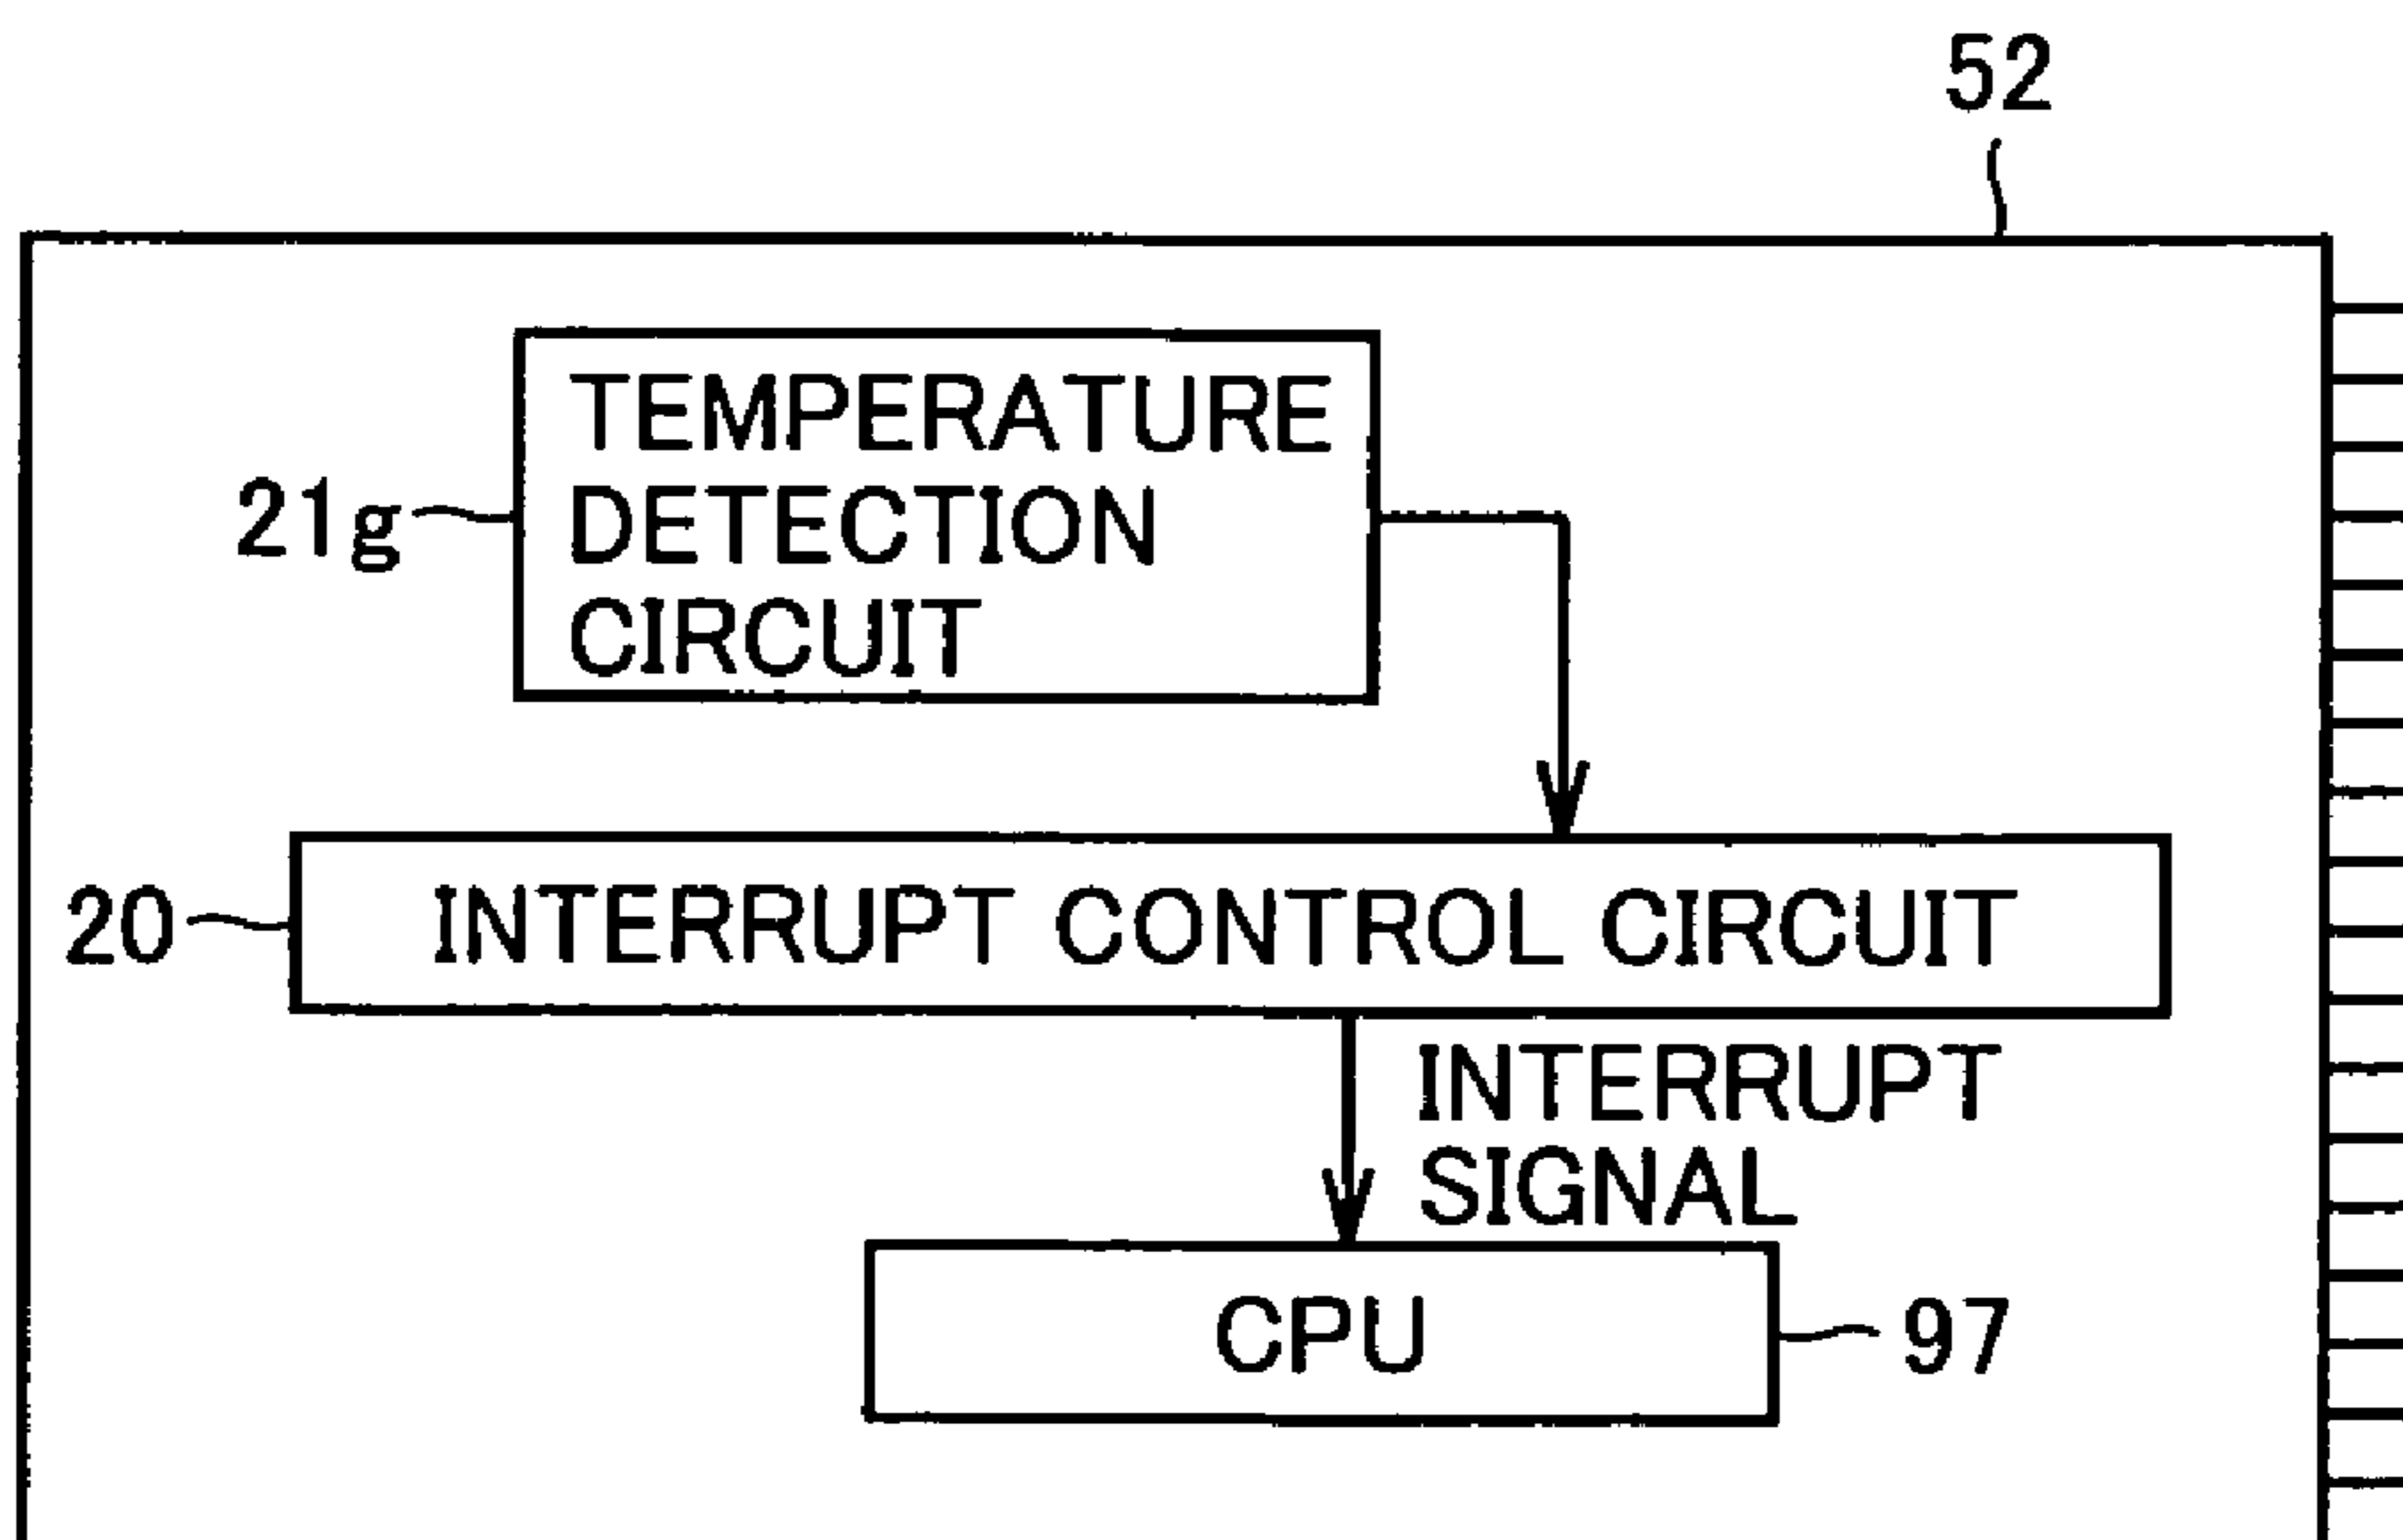 52
TEMPERATURE
DETECTION
CIRCUIT
21g
20
INTERRUPT CONTROL CIRCUIT
INTERRUPT
SIGNAL
CPU
97